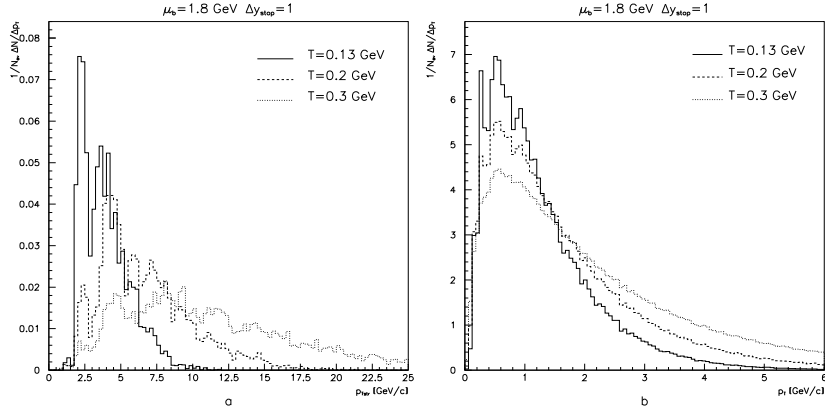 μb=1.8 GeV Δystop=1
1/Nev ΔN/Δpt
0.08
0.07
0.06
0.05
0.04
0.03
0.02
0.01
0
T=0.13 GeV
T=0.2 GeV
T=0.3 GeV
0 2.5 5 7.5 10 12.5 15 17.5 20 22.5 25
[GeV/c]
a
μb=1.8 GeV Δystop=1
1/Nev ΔN/Δpt
7
6
5
4
3
2
1
0
T=0.13 GeV
T=0.2 GeV
T=0.3 GeV
0 1 2 3 4 5 6
pt [GeV/c]
b